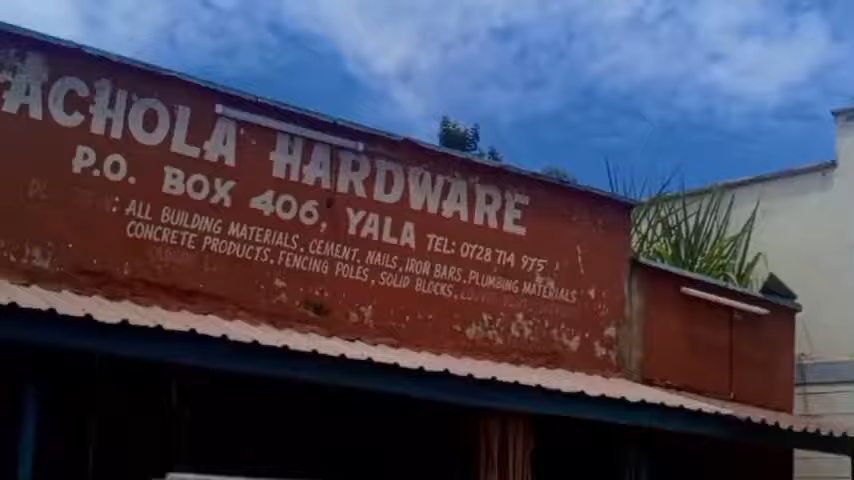 ACHOLA HARDWARE
P.O. BOX 406, YALA TEL: 0728 714 975
: ALL BUILDING MATERIALS. CEMENT. NAILS. IRON BARS. PLUMBING MATERIALS
CONCRETE PRODUCTS. FENCING POLES, SOLID BLOCKS,